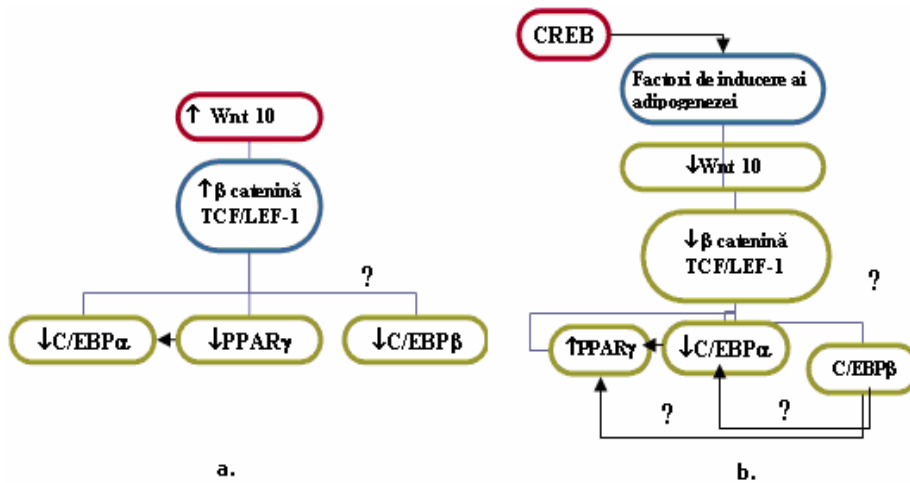 ↑ Wnt 10
↑β catenină
TCF/LEF-1
?
↓C/EBPα
↓PPARγ
↓C/EBPβ
a.
CREB
Factori de inducere ai
adipogenezei
↓Wnt 10
↓β catenină
TCF/LEF-1
?
↑PPARγ
↓C/EBPα
C/EBPβ
?
?
b.